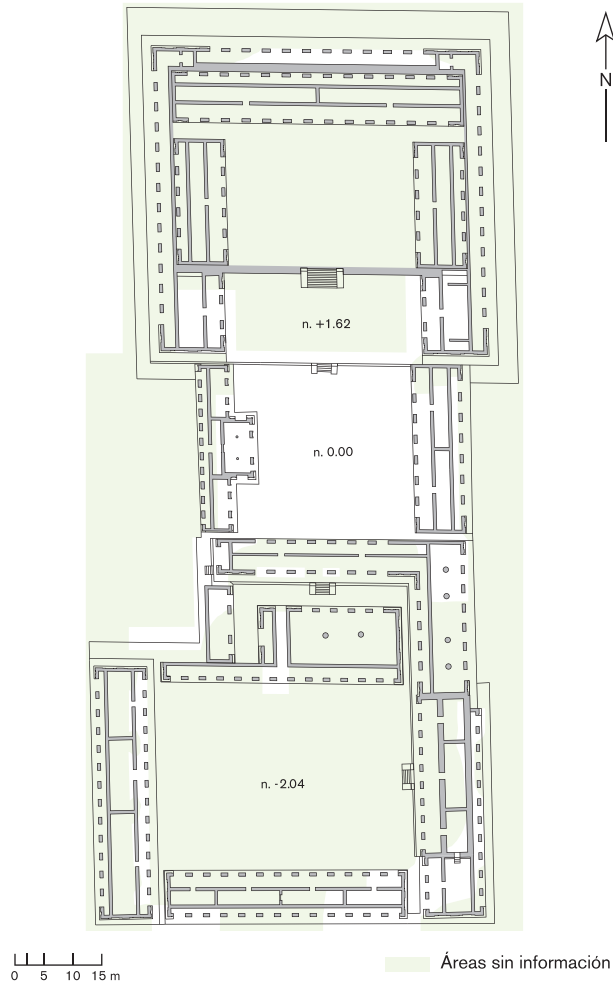 N
n. +1.62
n. 0.00
n. -2.04
0 5 10 15 m
Áreas sin información